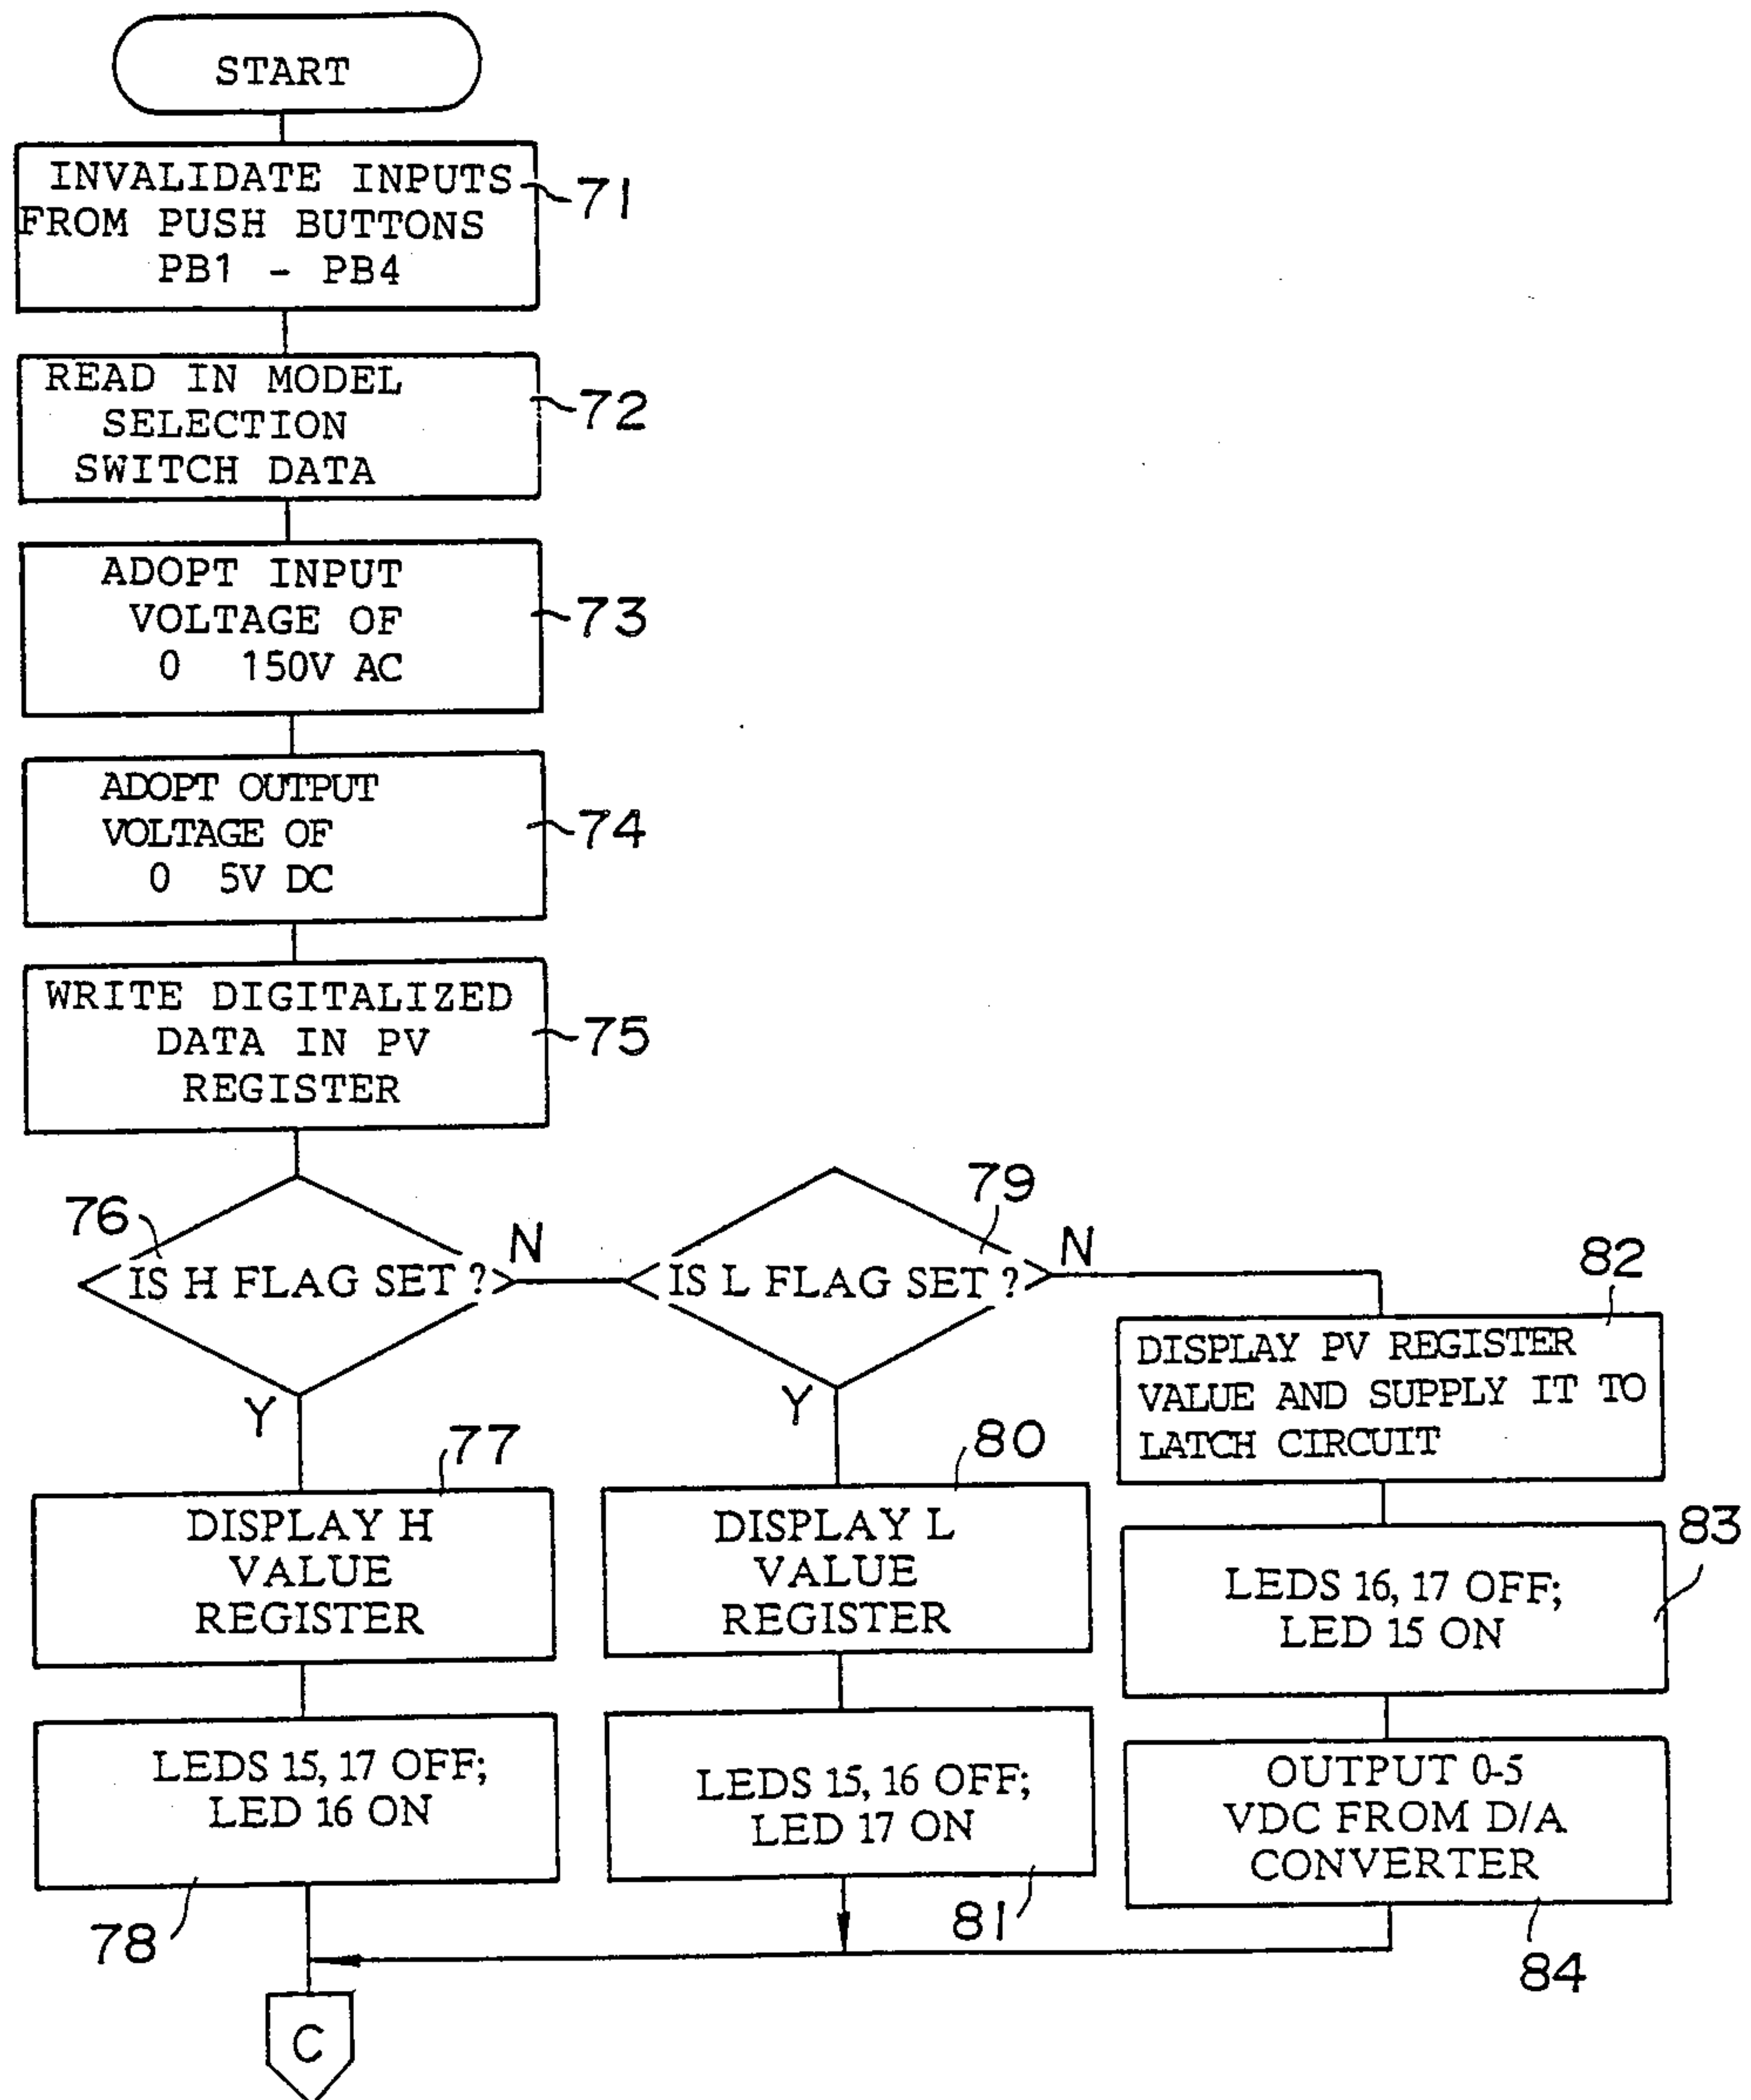 START
INVALIDATE INPUTS
FROM PUSH BUTTONS
PB1 - PB4
71
READ IN MODEL
SELECTION
SWITCH DATA
72
ADOPT INPUT
VOLTAGE OF
0 150V AC
73
ADOPT OUTPUT
VOLTAGE OF
0 5V DC
74
WRITE DIGITALIZED
DATA IN PV
REGISTER
75
76
IS H FLAG SET ?
N
Y
79
IS L FLAG SET ?
N
Y
77
DISPLAY H
VALUE
REGISTER
LEDS 15, 17 OFF;
LED 16 ON
78
80
DISPLAY L
VALUE
REGISTER
LEDS 15, 16 OFF;
LED 17 ON
81
82
DISPLAY PV REGISTER
VALUE AND SUPPLY IT TO
LATCH CIRCUIT
83
LEDS 16, 17 OFF;
LED 15 ON
OUTPUT 0-5
VDC FROM D/A
CONVERTER
84
C